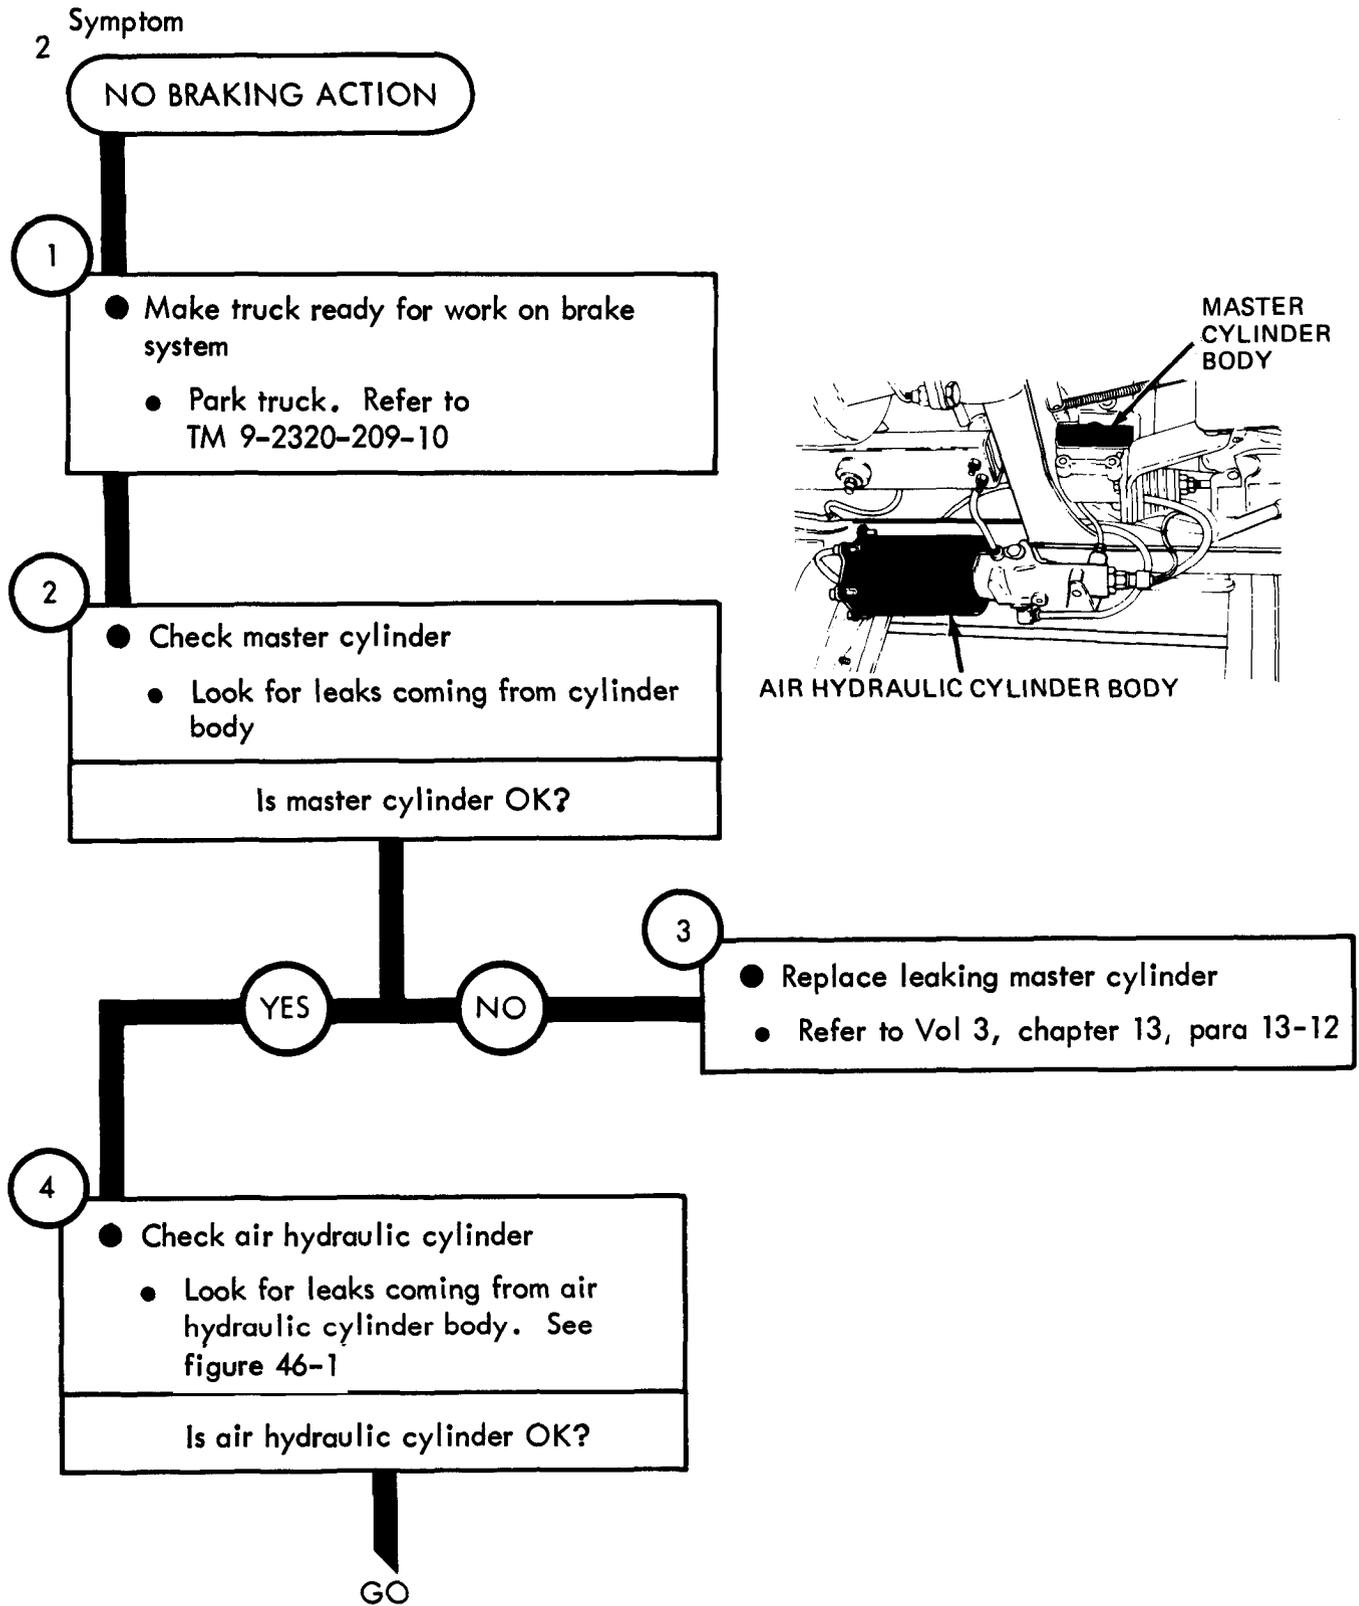 Symptom
2
NO BRAKING ACTION
1
● Make truck ready for work on brake
system
● Park truck. Refer to
TM 9-2320-209-10
MASTER
CYLINDER
BODY
AIR HYDRAULIC CYLINDER BODY
2
● Check master cylinder
● Look for leaks coming from cylinder
body
Is master cylinder OK?
YES
NO
3
● Replace leaking master cylinder
● Refer to Vol 3, chapter 13, para 13-12
4
● Check air hydraulic cylinder
● Look for leaks coming from air
hydraulic cylinder body. See
figure 46-1
Is air hydraulic cylinder OK?
GO